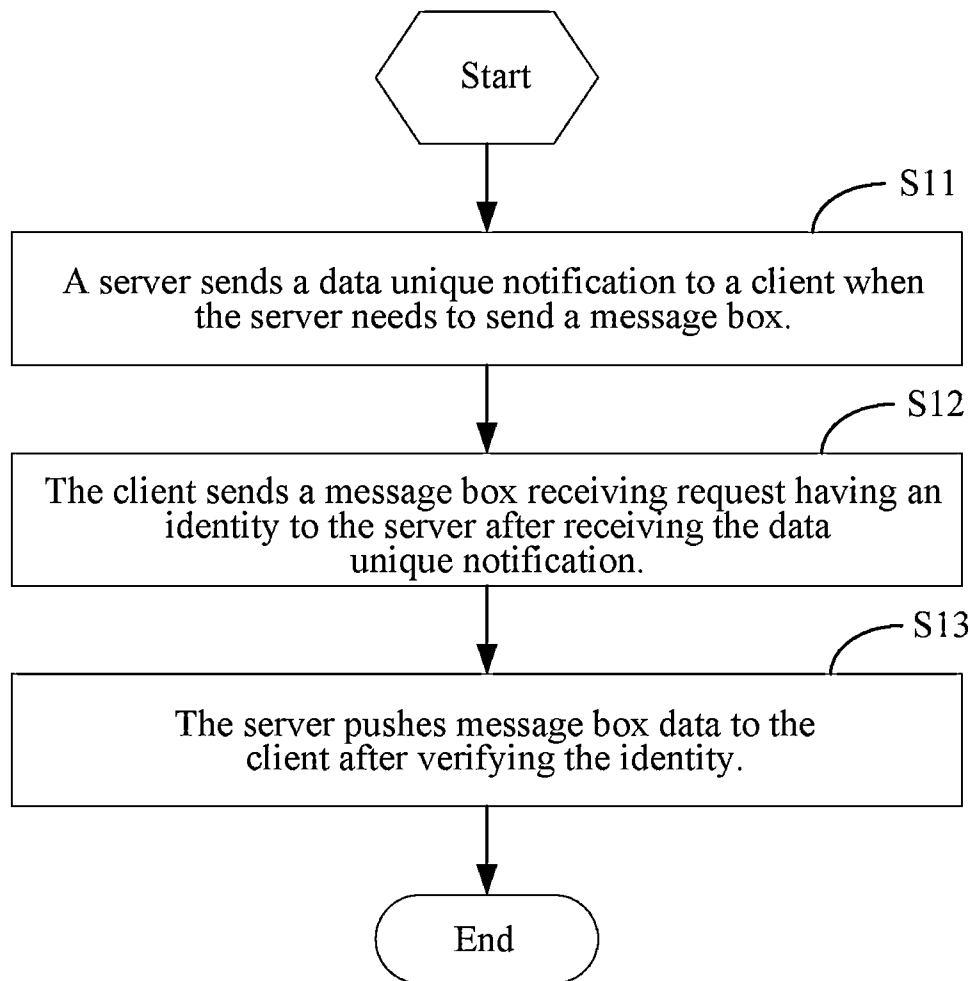 Start
S11
A server sends a data unique notification to a client when
the server needs to send a message box.
S12
The client sends a message box receiving request having an
identity to the server after receiving the data
unique notification.
S13
The server pushes message box data to the
client after verifying the identity.
End